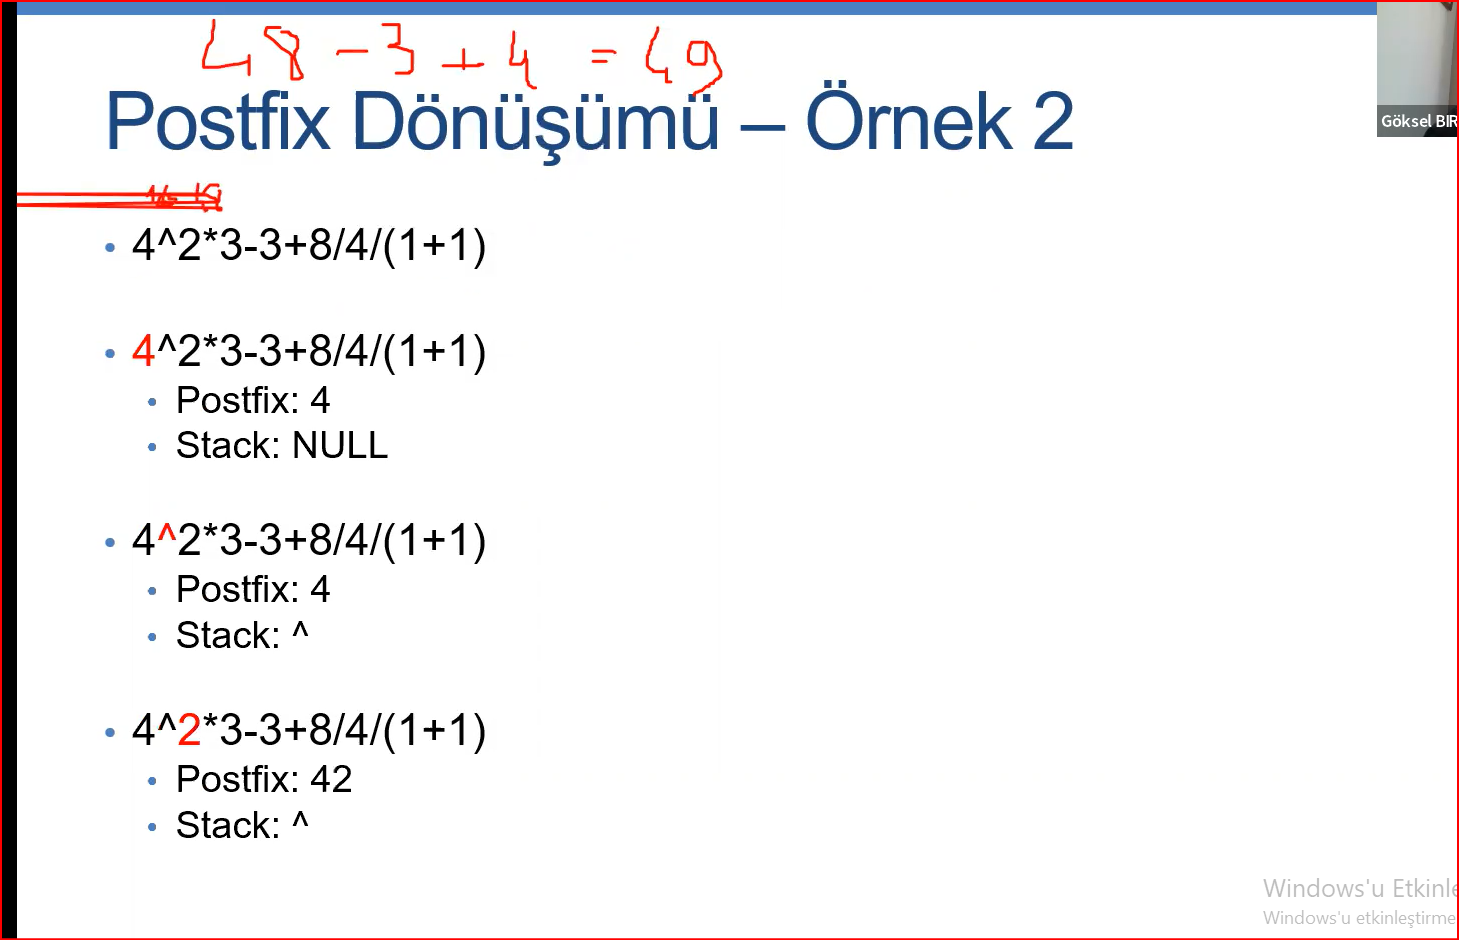 48 - 3 + 4 = 49
Postfix Dönüşümü – Örnek 2
Göksel BIR
• 4^2*3-3+8/4/(1+1)
• 4^2*3-3+8/4/(1+1)
• Postfix: 4
• Stack: NULL
• 4^2*3-3+8/4/(1+1)
• Postfix: 4
• Stack: ^
• 4^2*3-3+8/4/(1+1)
• Postfix: 42
• Stack: ^
Windows'u Etkinle
Windows'u etkinleştirme